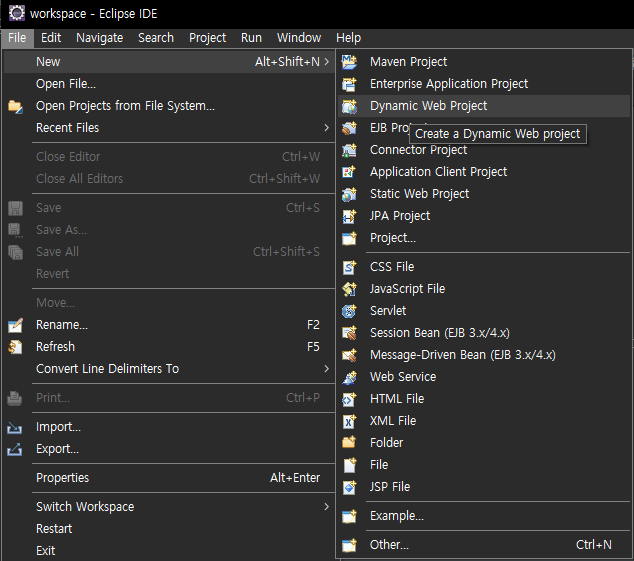 workspace - Eclipse IDE
File Edit Navigate Search Project Run Window Help
New Alt+Shift+N >
Open File...
Open Projects from File System...
Recent Files >
Close Editor Ctrl+W
Close All Editors Ctrl+Shift+W
Save Ctrl+S
Save As...
Save All Ctrl+Shift+S
Revert
Move...
Rename... F2
Refresh F5
Convert Line Delimiters To >
Print... Ctrl+P
Import...
Export...
Properties Alt+Enter
Switch Workspace >
Restart
Exit
Maven Project
Enterprise Application Project
Dynamic Web Project
EJB
Create a Dynamic Web project
Connector Project
Application Client Project
Static Web Project
JPA Project
Project...
CSS File
JavaScript File
Servlet
Session Bean (EJB 3.x/4.x)
Message-Driven Bean (EJB 3.x/4.x)
Web Service
HTML File
XML File
Folder
File
JSP File
Example...
Other... Ctrl+N